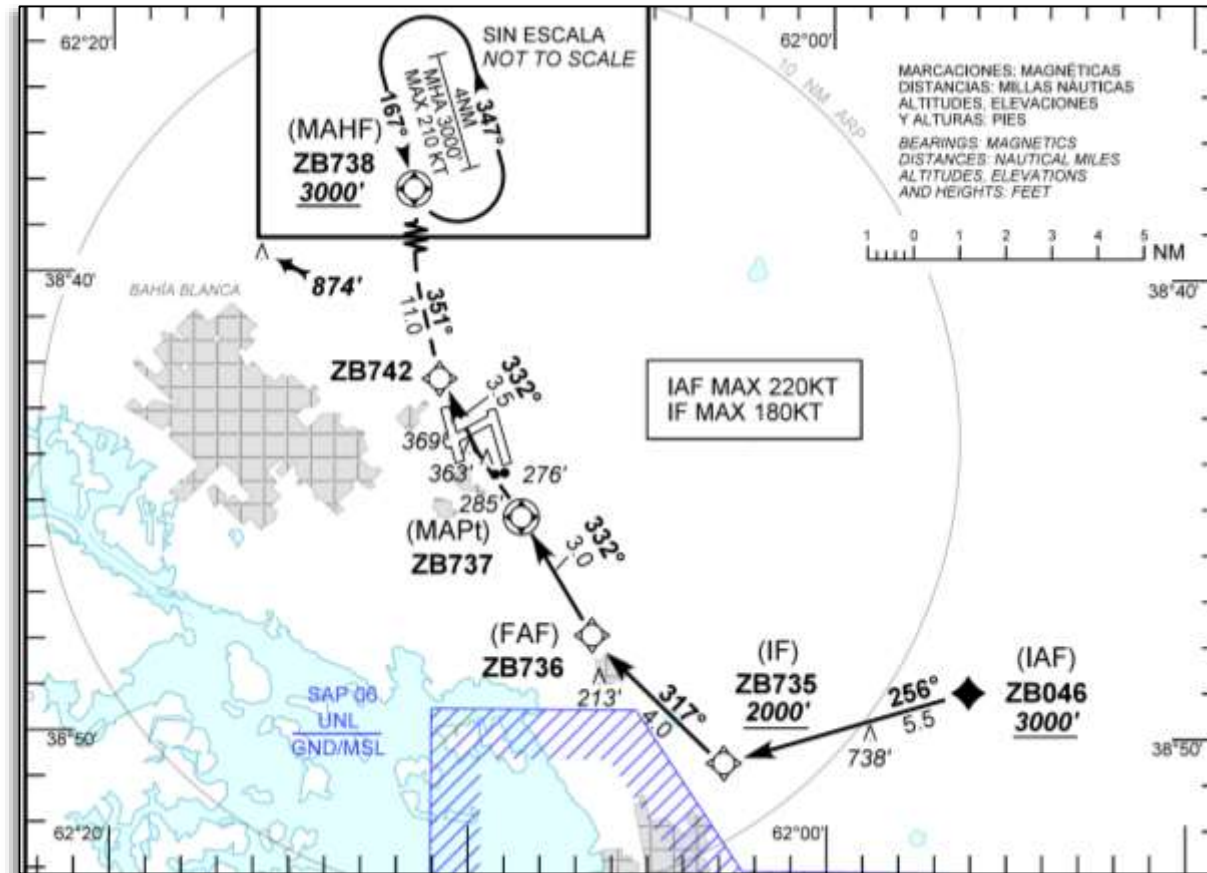 62°20'
SIN ESCALA
NOT TO SCALE
62°00'
10 NM ARP
MARCACIONES: MAGNÉTICAS
DISTANCIAS: MILLAS NÁUTICAS
ALTITUDES, ELEVACIONES
Y ALTURAS: PIES
BEARINGS: MAGNETICS
DISTANCES: NAUTICAL MILES
ALTITUDES, ELEVATIONS
AND HEIGHTS: FEET
167°
4NM
MHA 3000'
MAX 210 KT
347°
(MAHF)
ZB738
3000'
1 0 1 2 3 4 5 NM
38°40'
874'
38°40'
BAHÍA BLANCA
351°
11.0
ZB742
332°
3.5
IAF MAX 220KT
IF MAX 180KT
369'
363'
276'
285'
(MAPt)
ZB737
332°
3.0
(FAF)
ZB736
213'
317°
4.0
(IF)
ZB735
2000'
256°
5.5
738'
(IAF)
ZB046
3000'
SAP 06
UNL
GND/MSL
38°50'
38°50'
62°20'
62°00'